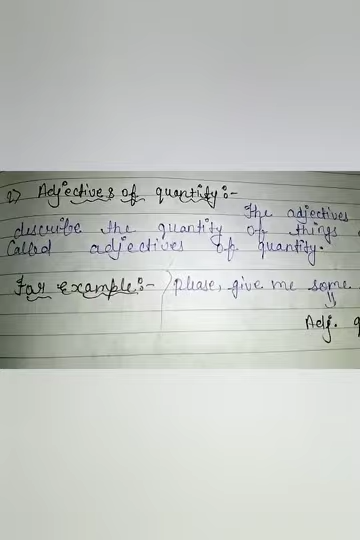 2) Adjectives of quantity :-
The adjectives
describe the quantity of things
Called adjectives of quantity.
For example :- please, give me some
Adj.